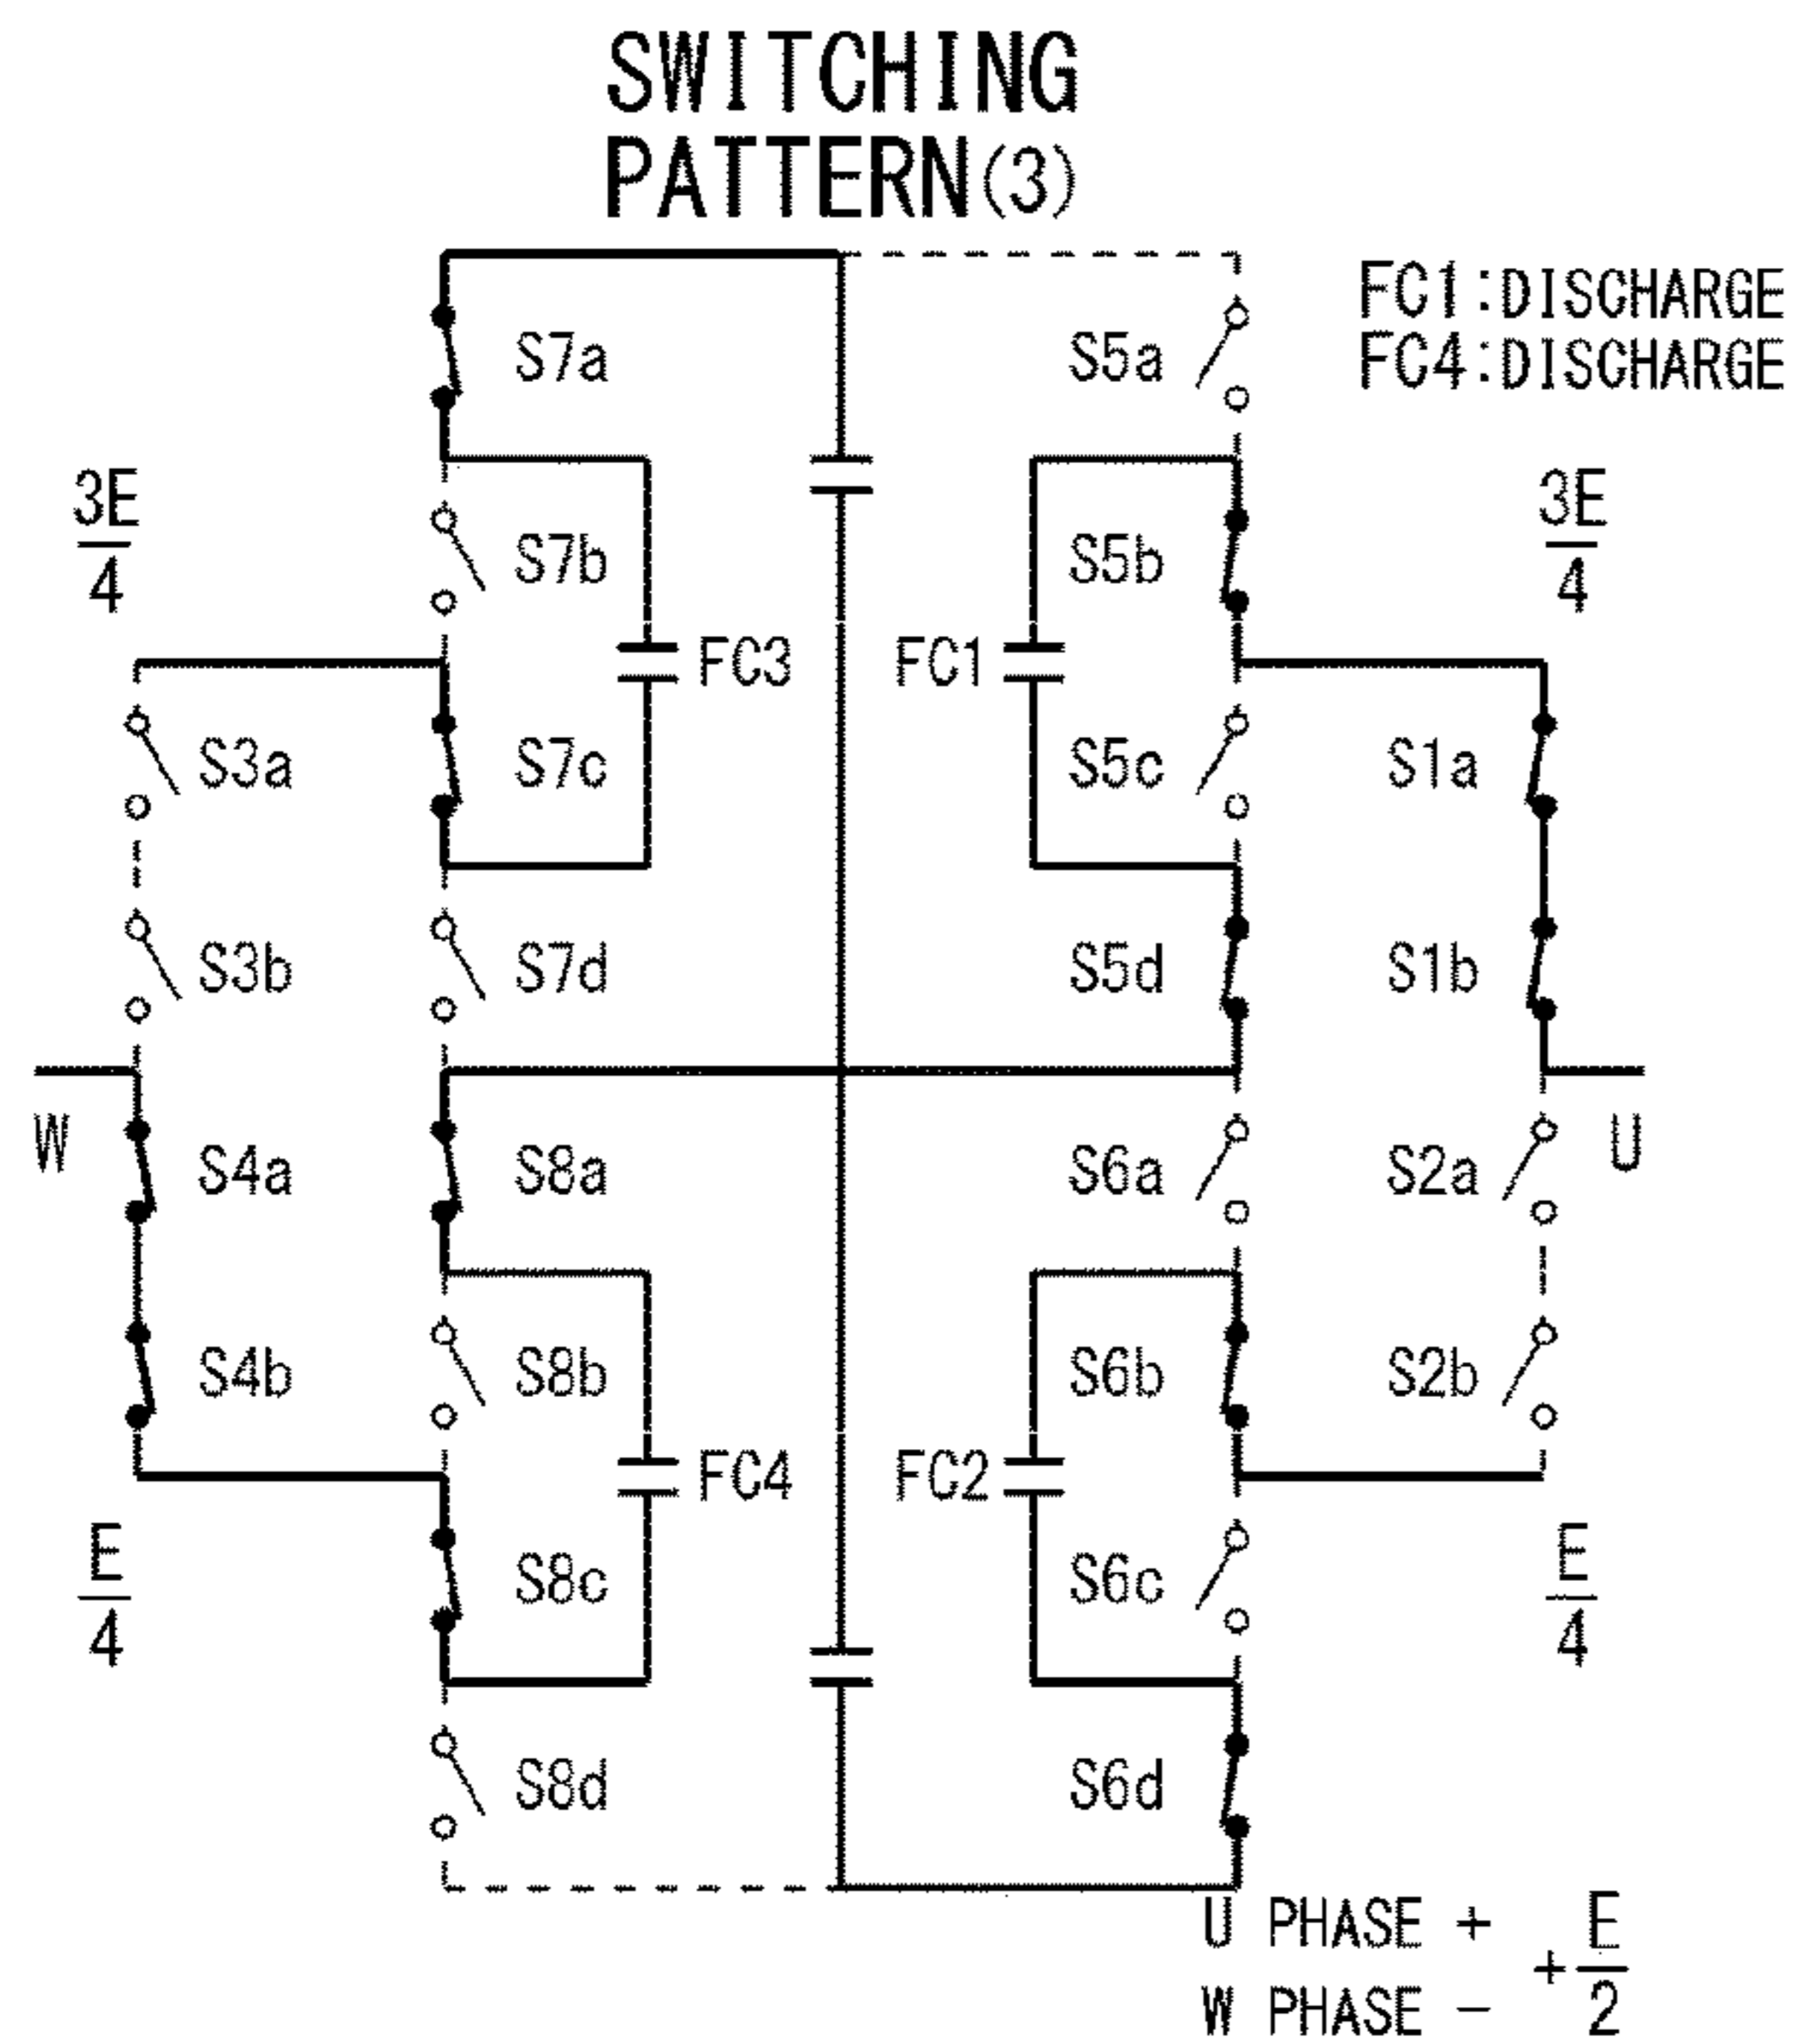 SWITCHING
PATTERN(3)
FC1:DISCHARGE
FC4:DISCHARGE
S7a
S5a
3E
4
S7b
S5b
3E
4
FC3
FC1
S3a
S7c
S5c
S1a
S3b
S7d
S5d
S1b
W
S4a
S8a
S6a
S2a
U
S4b
S8b
S6b
S2b
FC4
FC2
E
4
S8c
S6c
E
4
S8d
S6d
U PHASE +
W PHASE -
+E
2